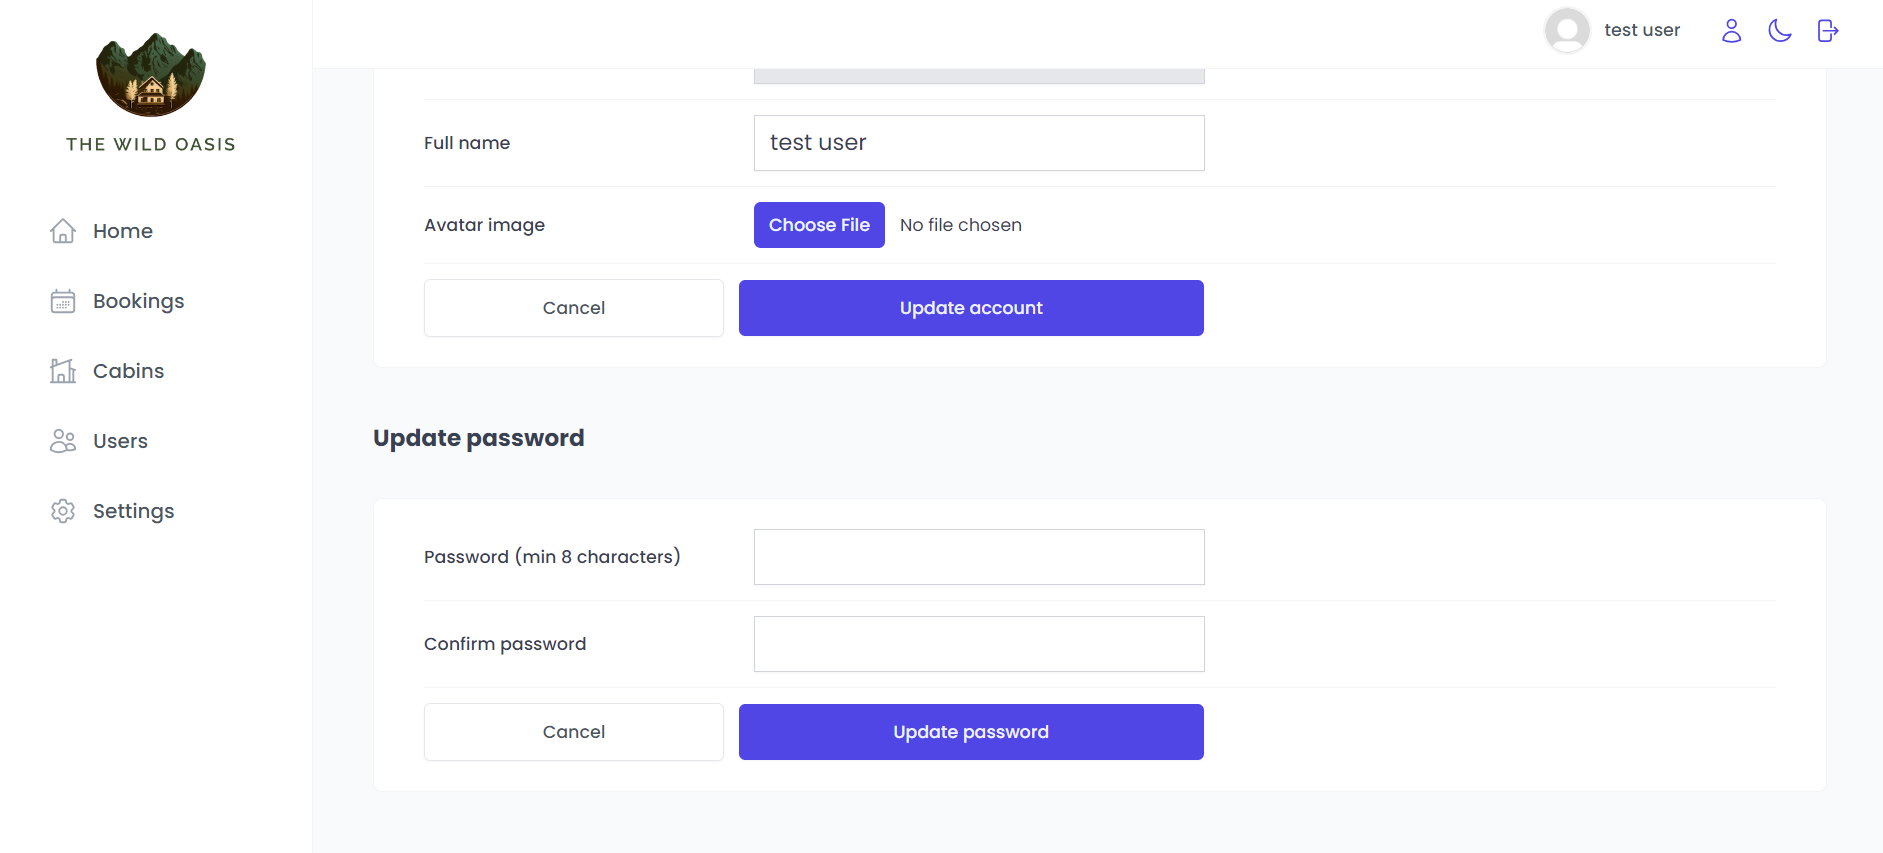 THE WILD OASIS
Home
Bookings
Cabins
Users
Settings
test user
Full name
test user
Avatar image
Choose File No file chosen
Cancel
Update account
Update password
Password (min 8 characters)
Confirm password
Cancel
Update password